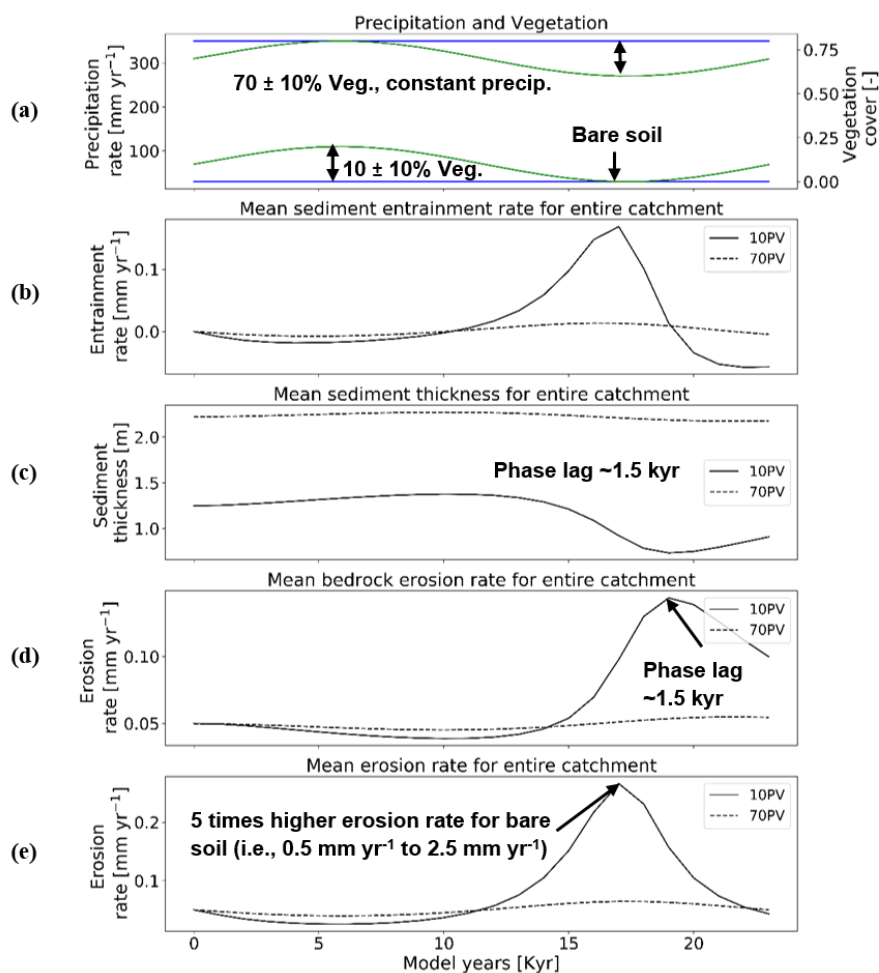 Precipitation and Vegetation
(a)
Precipitation
rate [mm yr⁻¹]
300
200
100
70 ± 10% Veg., constant precip.
Bare soil
10 ± 10% Veg.
0.75
0.50
0.25
0.00
Vegetation
cover [-]
Mean sediment entrainment rate for entire catchment
(b)
Entrainment
rate [mm yr⁻¹]
0.1
0.0
10PV
70PV
Mean sediment thickness for entire catchment
(c)
Sediment
thickness [m]
2.0
1.5
1.0
Phase lag ~1.5 kyr
10PV
70PV
Mean bedrock erosion rate for entire catchment
(d)
Erosion
rate [mm yr⁻¹]
0.10
0.05
10PV
70PV
Phase lag
~1.5 kyr
Mean erosion rate for entire catchment
(e)
Erosion
rate [mm yr⁻¹]
0.2
0.1
5 times higher erosion rate for bare
soil (i.e., 0.5 mm yr⁻¹ to 2.5 mm yr⁻¹)
10PV
70PV
0 5 10 15 20
Model years [Kyr]